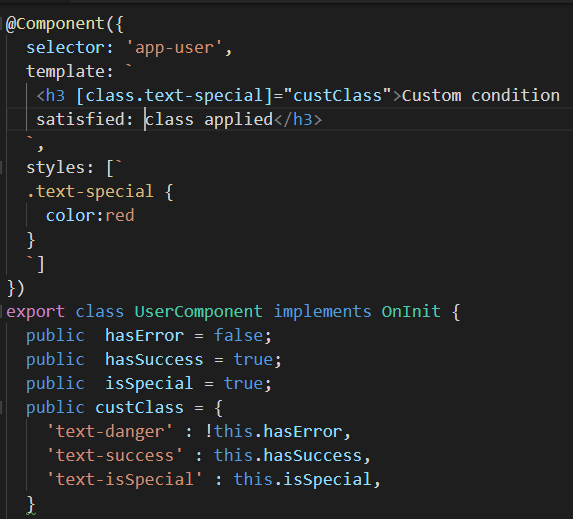 @Component({
selector: 'app-user',
template: `
<h3 [class.text-special]="custClass">Custom condition
satisfied: class applied</h3>
`,
styles: [`
.text-special {
color:red
}
`]
})
export class UserComponent implements OnInit {
public  hasError = false;
public  hasSuccess = true;
public  isSpecial = true;
public custClass = {
'text-danger' : !this.hasError,
'text-success' : this.hasSuccess,
'text-isSpecial' : this.isSpecial,
}